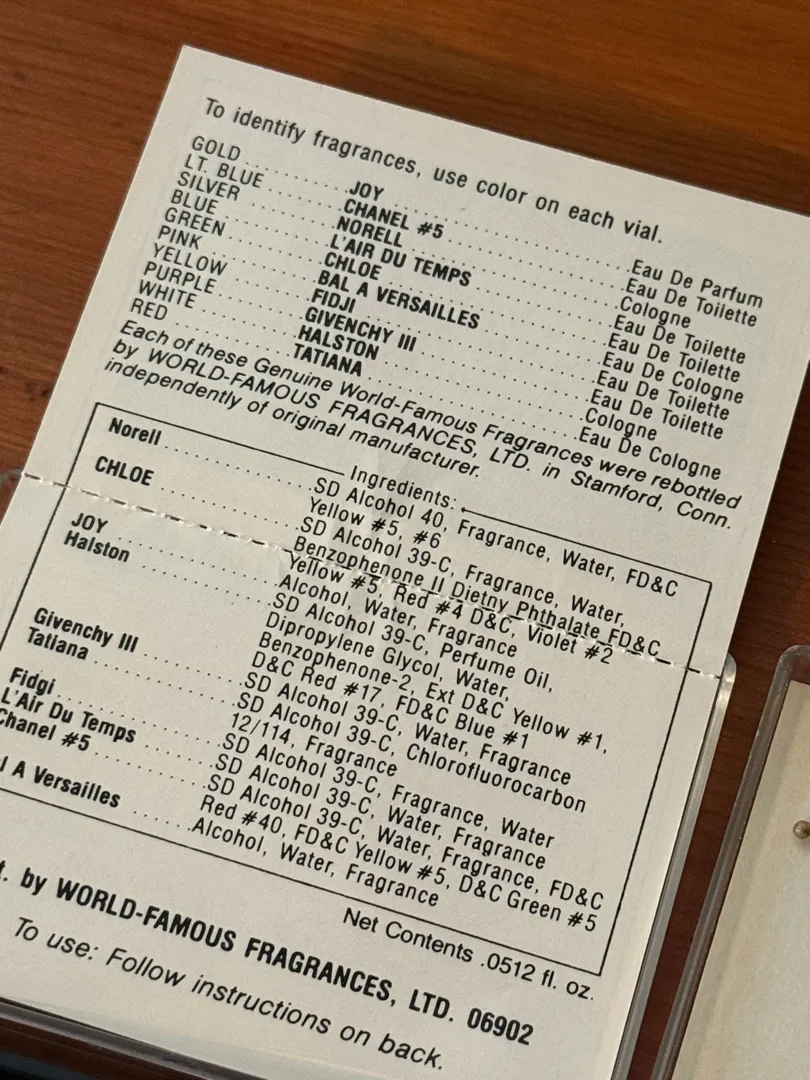 To identify fragrances, use color on each vial.
GOLD JOY Eau De Parfum
LT. BLUE CHANEL #5 Eau De Toilette
SILVER NORELL Cologne
BLUE L'AIR DU TEMPS Eau De Toilette
GREEN CHLOE Eau De Toilette
PINK BAL A VERSAILLES Eau De Cologne
YELLOW FIDJI Eau De Toilette
PURPLE GIVENCHY III Eau De Toilette
WHITE HALSTON Cologne
RED TATIANA Eau De Cologne
Each of these Genuine World-Famous Fragrances were rebottled
by WORLD-FAMOUS FRAGRANCES, LTD. in Stamford, Conn.
independently of original manufacturer.
Ingredients:
Norell SD Alcohol 40, Fragrance, Water, FD&C
Yellow #5, #6
CHLOE SD Alcohol 39-C, Fragrance, Water,
Benzophenone II Dietny Phthalate FD&C
Yellow #5, Red #4 D&C, Violet #2
JOY Alcohol, Water, Fragrance
Halston SD Alcohol 39-C, Perfume Oil,
Dipropylene Glycol, Water,
Benzophenone-2, Ext D&C Yellow #1,
D&C Red #17, FD&C Blue #1
Givenchy III SD Alcohol 39-C, Water, Fragrance
Tatiana SD Alcohol 39-C, Chlorofluorocarbon
12/114, Fragrance
Fidgi SD Alcohol 39-C, Fragrance, Water
L'Air Du Temps SD Alcohol 39-C, Water, Fragrance
Chanel #5 SD Alcohol 39-C, Water, Fragrance, FD&C
Red #40, FD&C Yellow #5, D&C Green #5
l A Versailles Alcohol, Water, Fragrance
Net Contents .0512 fl. oz.
t. by WORLD-FAMOUS FRAGRANCES, LTD. 06902
To use: Follow instructions on back.